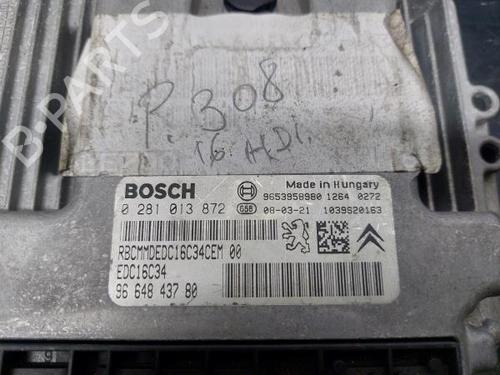 B-PARTS
P 308
1.6 HDI
BOSCH
Made in Hungary
9653958980 1264 0272
0 281 013 872 GSB 08-03-21 1039S20163
RBCMMDEDC16C34CEM 00
EDC16C34
96 648 437 80